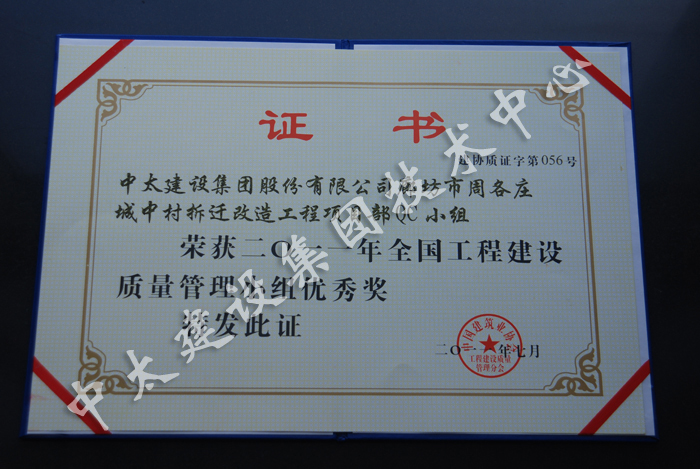 证 书
建协质证字第056号
中太建设集团股份有限公司廊坊市周各庄
城中村拆迁改造工程项目部QC小组
荣获二〇一一年全国工程建设
质量管理小组优秀奖
特发此证
中国建筑业协会
工程建设质量
管理分会
二〇一一年七月
中太建设集团技术中心